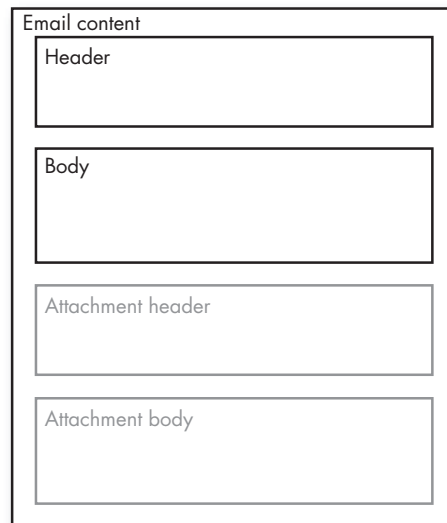 Email content
Header
Body
Attachment header
Attachment body